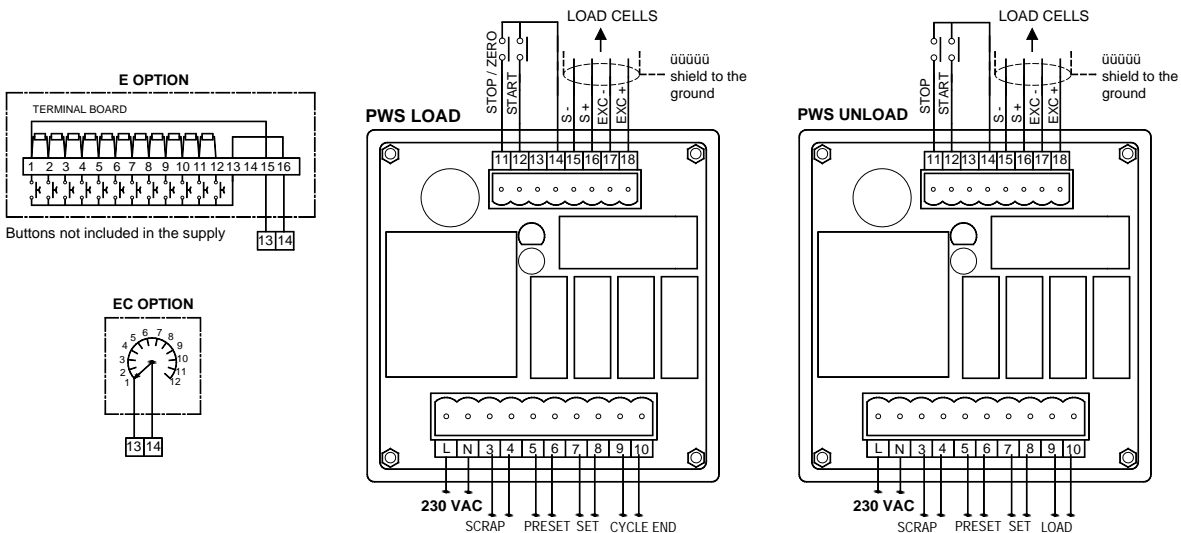 E OPTION
TERMINAL BOARD
1 2 3 4 5 6 7 8 9 10 11 12 13 14 15 16
Buttons not included in the supply
13 14
EC OPTION
1 2 3 4 5 6 7 8 9 10 11 12
13 14
PWS LOAD
STOP / ZERO
START
LOAD CELLS
S -
S +
EXC -
EXC +
üüüüü
shield to the
ground
11 12 13 14 15 16 17 18
L N 3 4 5 6 7 8 9 10
230 VAC
SCRAP PRESET SET CYCLE END
PWS UNLOAD
STOP
START
LOAD CELLS
S -
S +
EXC -
EXC +
üüüüü
shield to the
ground
11 12 13 14 15 16 17 18
L N 3 4 5 6 7 8 9 10
230 VAC
SCRAP PRESET SET LOAD